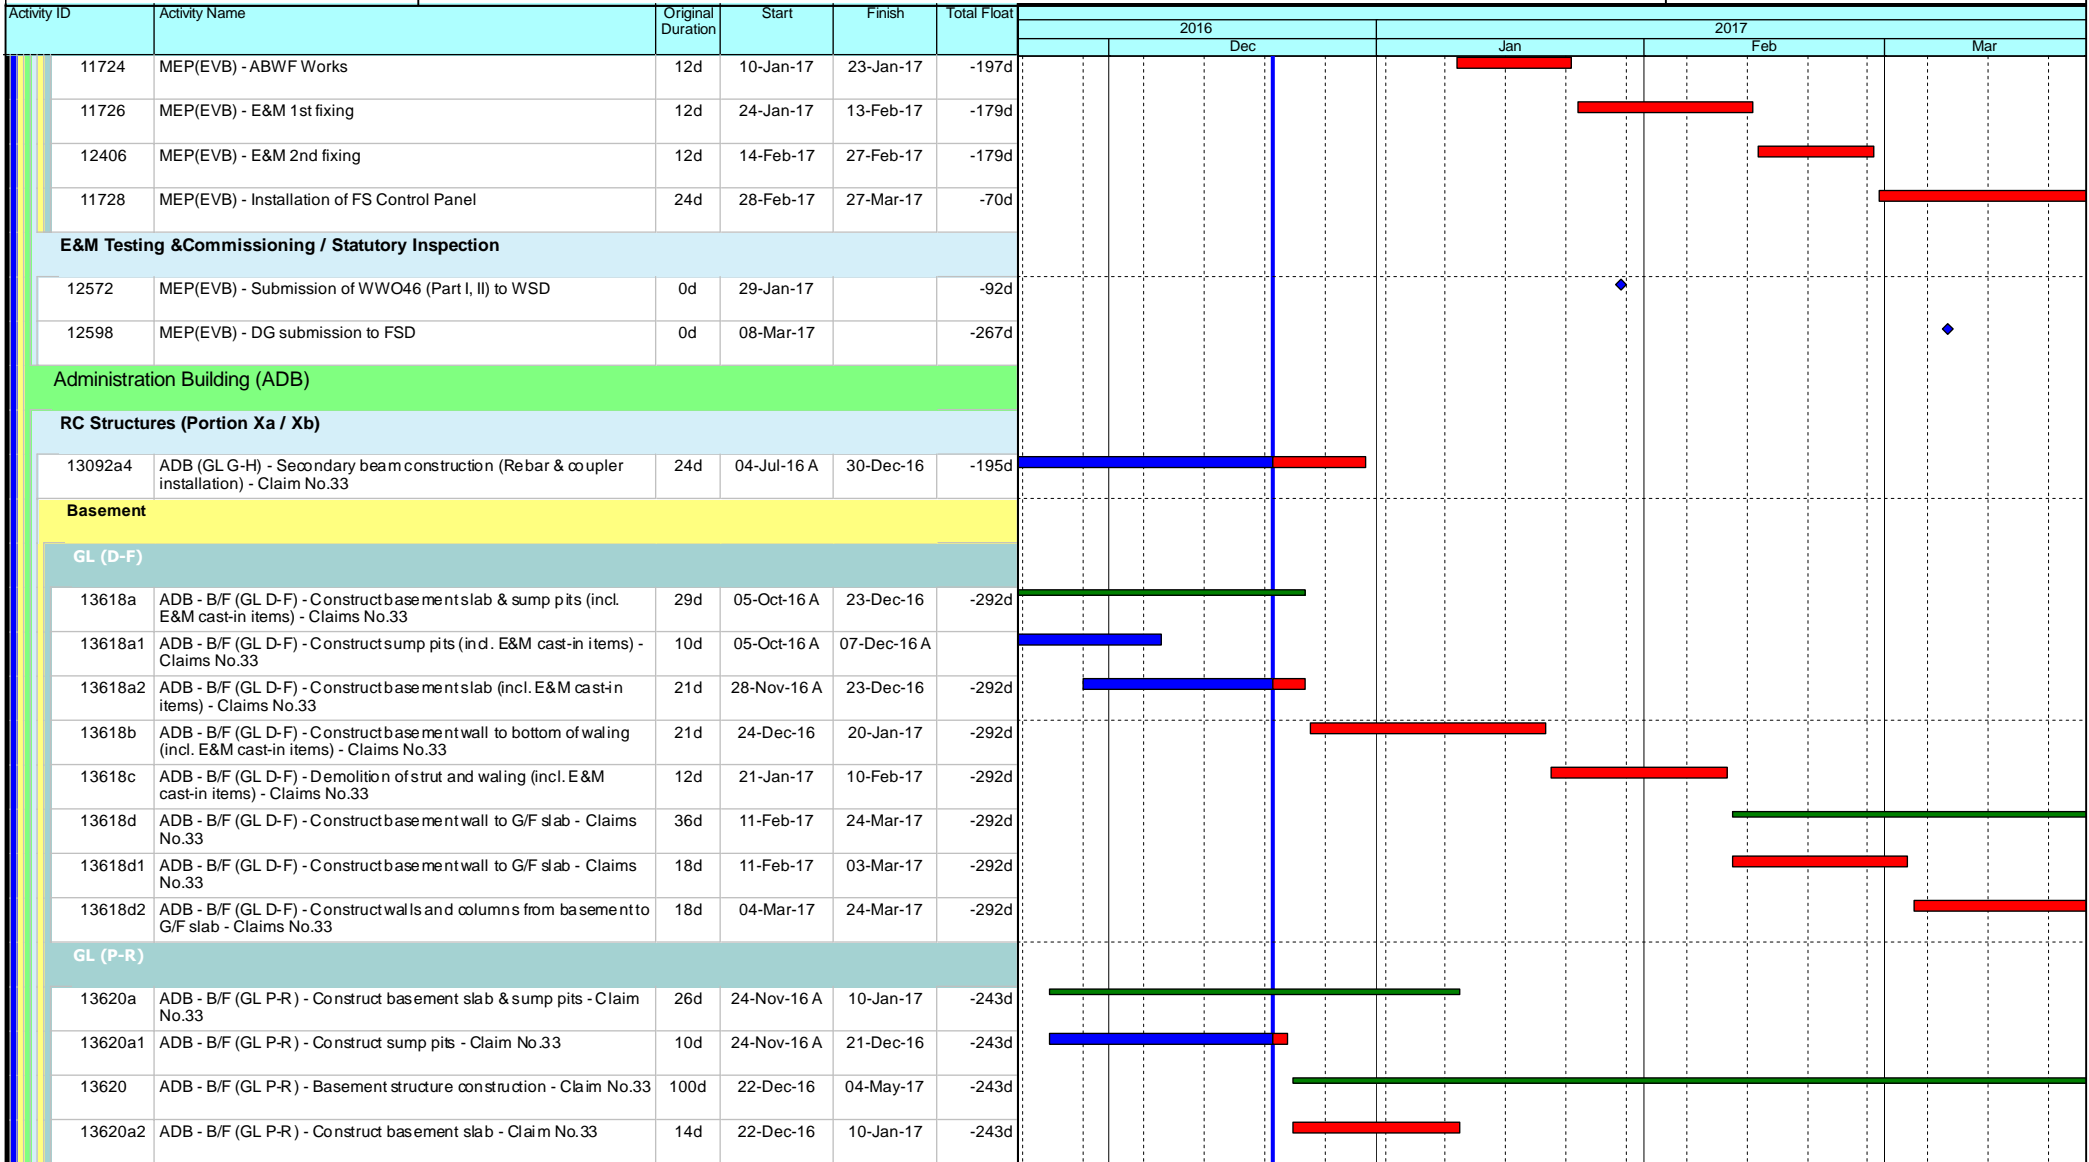 Activity ID Activity Name Original Duration Start Finish Total Float
2016 2017
Dec Jan Feb Mar
11724 MEP(EVB) - ABWF Works 12d 10-Jan-17 23-Jan-17 -197d
11726 MEP(EVB) - E&M 1st fixing 12d 24-Jan-17 13-Feb-17 -179d
12406 MEP(EVB) - E&M 2nd fixing 12d 14-Feb-17 27-Feb-17 -179d
11728 MEP(EVB) - Installation of FS Control Panel 24d 28-Feb-17 27-Mar-17 -70d
E&M Testing &Commissioning / Statutory Inspection
12572 MEP(EVB) - Submission of WWO46 (Part I, II) to WSD 0d 29-Jan-17 -92d
12598 MEP(EVB) - DG submission to FSD 0d 08-Mar-17 -267d
Administration Building (ADB)
RC Structures (Portion Xa / Xb)
13092a4 ADB (GL G-H) - Secondary beam construction (Rebar & coupler 24d 04-Jul-16 A 30-Dec-16 -195d
installation) - Claim No.33
Basement
GL (D-F)
13618a ADB - B/F (GL D-F) - Construct basement slab & sump pits (incl. 29d 05-Oct-16 A 23-Dec-16 -292d
E&M cast-in items) - Claims No.33
13618a1 ADB - B/F (GL D-F) - Construct sump pits (incl. E&M cast-in items) - 10d 05-Oct-16 A 07-Dec-16 A
Claims No.33
13618a2 ADB - B/F (GL D-F) - Construct basement slab (incl. E&M cast-in 21d 28-Nov-16 A 23-Dec-16 -292d
items) - Claims No.33
13618b ADB - B/F (GL D-F) - Construct basement wall to bottom of waling 21d 24-Dec-16 20-Jan-17 -292d
(incl. E&M cast-in items) - Claims No.33
13618c ADB - B/F (GL D-F) - Demolition of strut and waling (incl. E&M 12d 21-Jan-17 10-Feb-17 -292d
cast-in items) - Claims No.33
13618d ADB - B/F (GL D-F) - Construct basement wall to G/F slab - Claims 36d 11-Feb-17 24-Mar-17 -292d
No.33
13618d1 ADB - B/F (GL D-F) - Construct basement wall to G/F slab - Claims 18d 11-Feb-17 03-Mar-17 -292d
No.33
13618d2 ADB - B/F (GL D-F) - Construct walls and columns from basement to 18d 04-Mar-17 24-Mar-17 -292d
G/F slab - Claims No.33
GL (P-R)
13620a ADB - B/F (GL P-R) - Construct basement slab & sump pits - Claim 26d 24-Nov-16 A 10-Jan-17 -243d
No.33
13620a1 ADB - B/F (GL P-R) - Construct sump pits - Claim No.33 10d 24-Nov-16 A 21-Dec-16 -243d
13620 ADB - B/F (GL P-R) - Basement structure construction - Claim No.33 100d 22-Dec-16 04-May-17 -243d
13620a2 ADB - B/F (GL P-R) - Construct basement slab - Claim No.33 14d 22-Dec-16 10-Jan-17 -243d